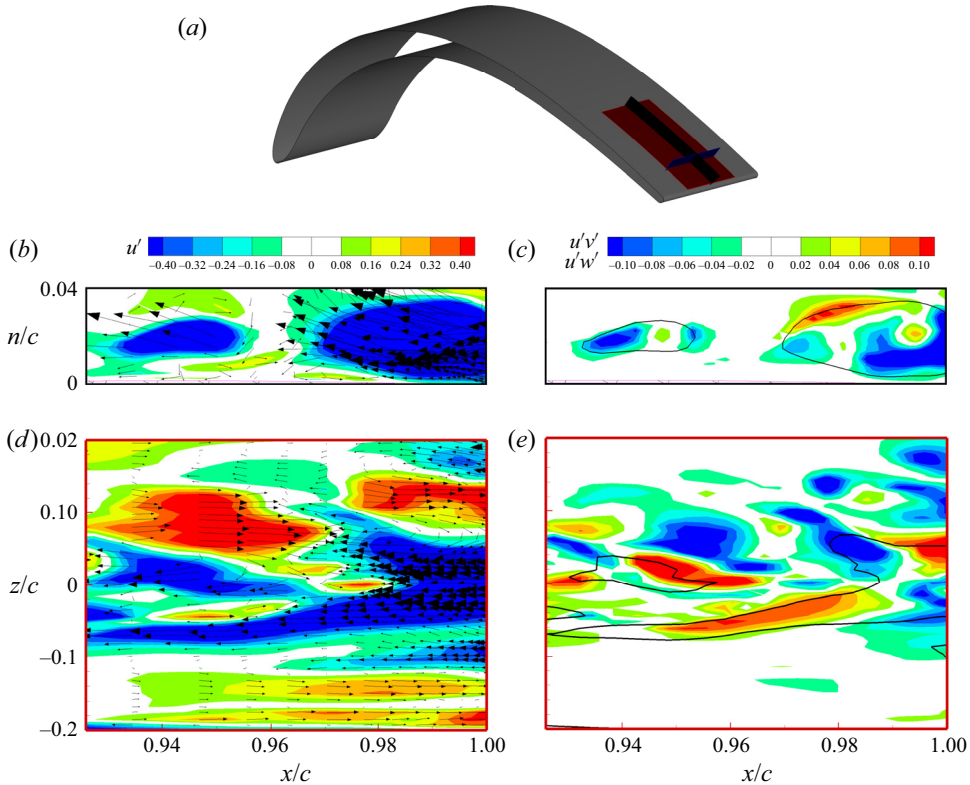 (a)
(b) u′ (c) u′v′
u′w′
−0.40 −0.32 −0.24 −0.16 −0.08 0 0.08 0.16 0.24 0.32 0.40
−0.10 −0.08 −0.06 −0.04 −0.02 0 0.02 0.04 0.06 0.08 0.10
0.04
n/c
0
(d) 0.02 (e)
0.10
z/c 0
−0.1
−0.2
0.94 0.96 0.98 1.00 0.94 0.96 0.98 1.00
x/c x/c